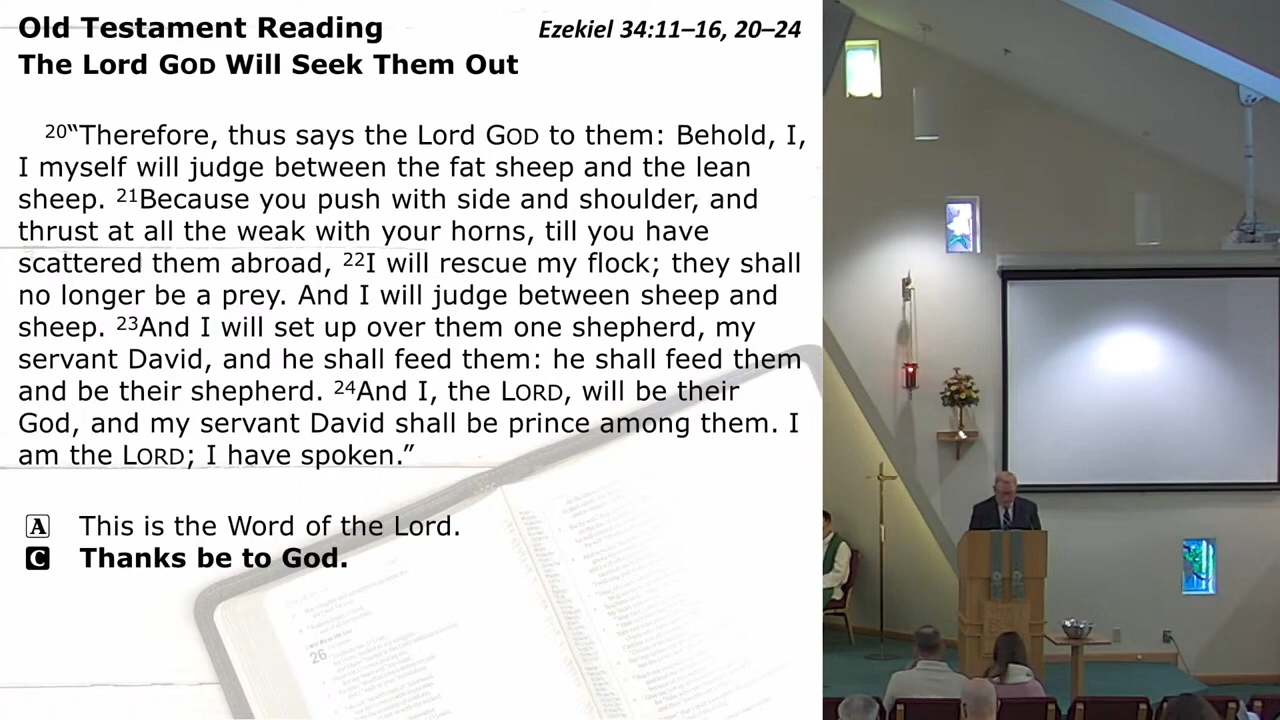 Old Testament Reading Ezekiel 34:11–16, 20–24
The Lord GOD Will Seek Them Out
20“Therefore, thus says the Lord GOD to them: Behold, I,
I myself will judge between the fat sheep and the lean
sheep. 21Because you push with side and shoulder, and
thrust at all the weak with your horns, till you have
scattered them abroad, 22I will rescue my flock; they shall
no longer be a prey. And I will judge between sheep and
sheep. 23And I will set up over them one shepherd, my
servant David, and he shall feed them: he shall feed them
and be their shepherd. 24And I, the LORD, will be their
God, and my servant David shall be prince among them. I
am the LORD; I have spoken.”
A This is the Word of the Lord.
C Thanks be to God.
26